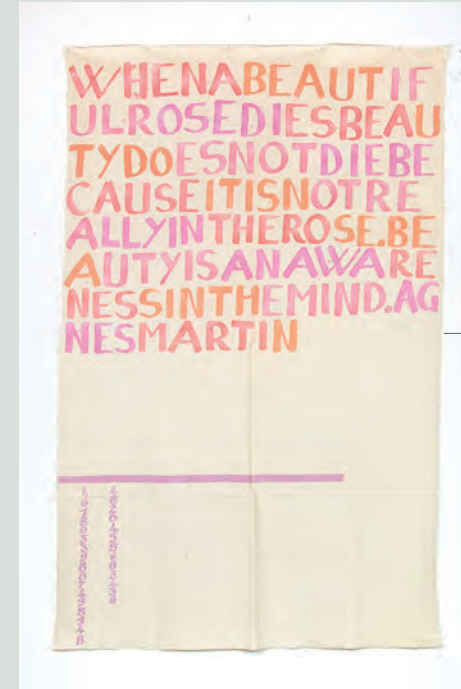 WHENABEAUTIF
ULROSEDIESBEAU
TYDOESNOTDIEBE
CAUSEITISNOTRE
ALLYINTHEROSE.BE
AUTYISANAWARE
NESSINTHEMIND.AG
NESMARTIN